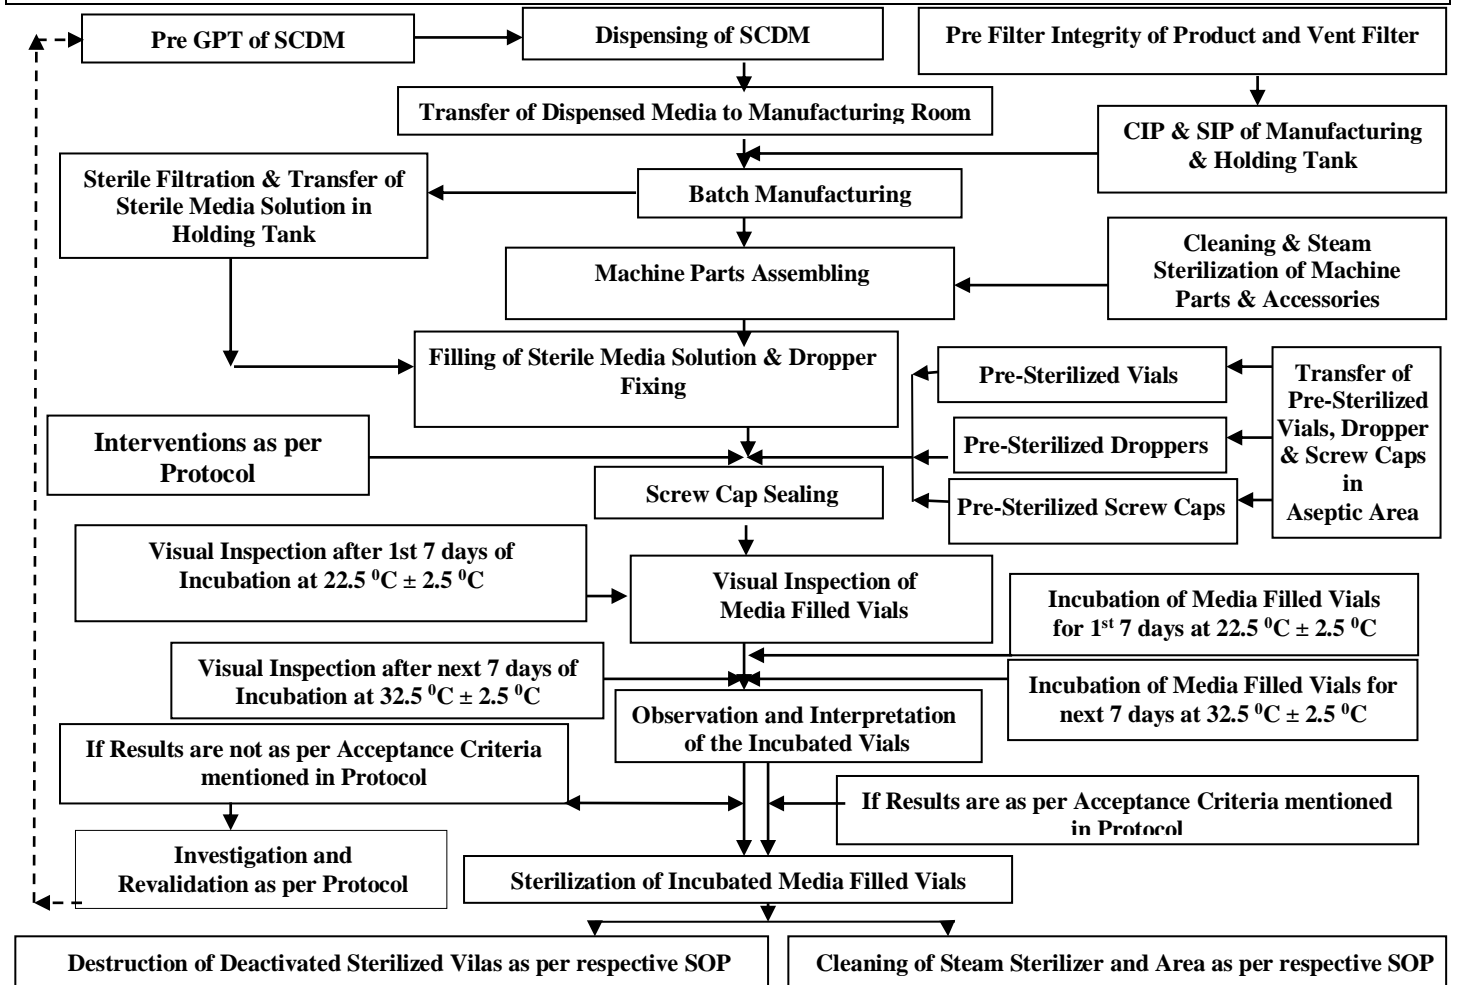 Pre GPT of SCDM
Dispensing of SCDM
Pre Filter Integrity of Product and Vent Filter
Transfer of Dispensed Media to Manufacturing Room
CIP & SIP of Manufacturing
& Holding Tank
Sterile Filtration & Transfer of
Sterile Media Solution in
Holding Tank
Batch Manufacturing
Cleaning & Steam
Sterilization of Machine
Parts & Accessories
Machine Parts Assembling
Filling of Sterile Media Solution & Dropper
Fixing
Pre-Sterilized Vials
Pre-Sterilized Droppers
Pre-Sterilized Screw Caps
Transfer of
Pre-Sterilized
Vials, Dropper
& Screw Caps
in
Aseptic Area
Interventions as per
Protocol
Screw Cap Sealing
Visual Inspection after 1st 7 days of
Incubation at 22.5 ⁰C ± 2.5 ⁰C
Visual Inspection of
Media Filled Vials
Incubation of Media Filled Vials
for 1ˢᵗ 7 days at 22.5 ⁰C ± 2.5 ⁰C
Visual Inspection after next 7 days of
Incubation at 32.5 ⁰C ± 2.5 ⁰C
Incubation of Media Filled Vials for
next 7 days at 32.5 ⁰C ± 2.5 ⁰C
Observation and Interpretation
of the Incubated Vials
If Results are not as per Acceptance Criteria
mentioned in Protocol
If Results are as per Acceptance Criteria mentioned
in Protocol
Investigation and
Revalidation as per Protocol
Sterilization of Incubated Media Filled Vials
Destruction of Deactivated Sterilized Vilas as per respective SOP
Cleaning of Steam Sterilizer and Area as per respective SOP